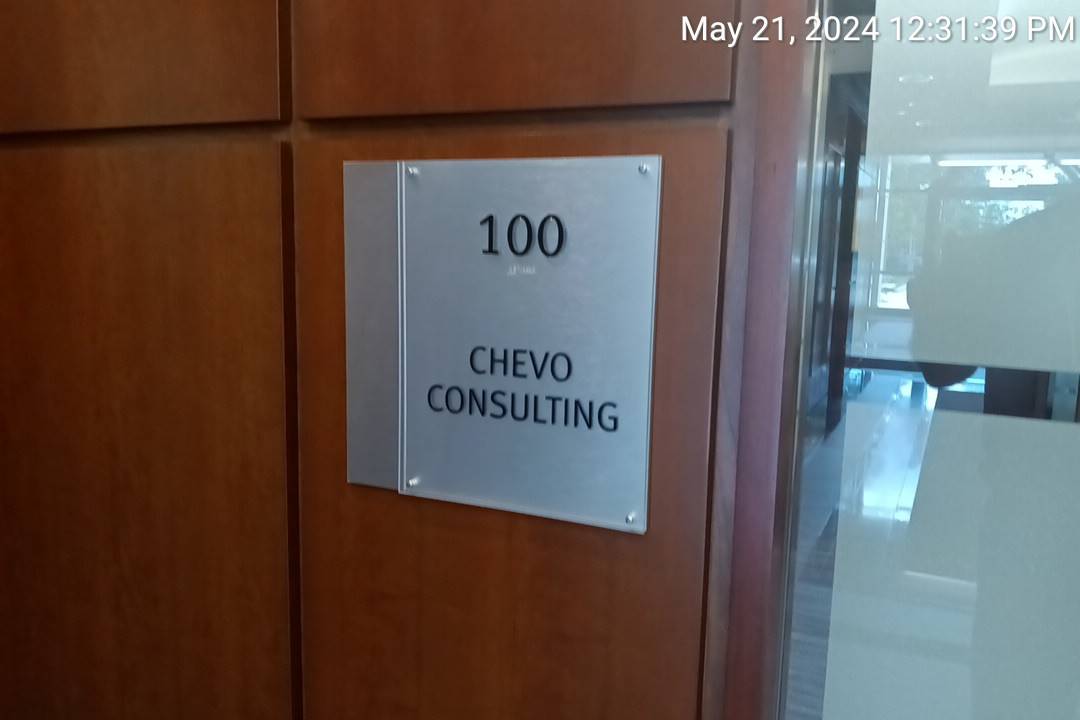 May 21, 2024 12:31:39 PM
100
CHEVO
CONSULTING